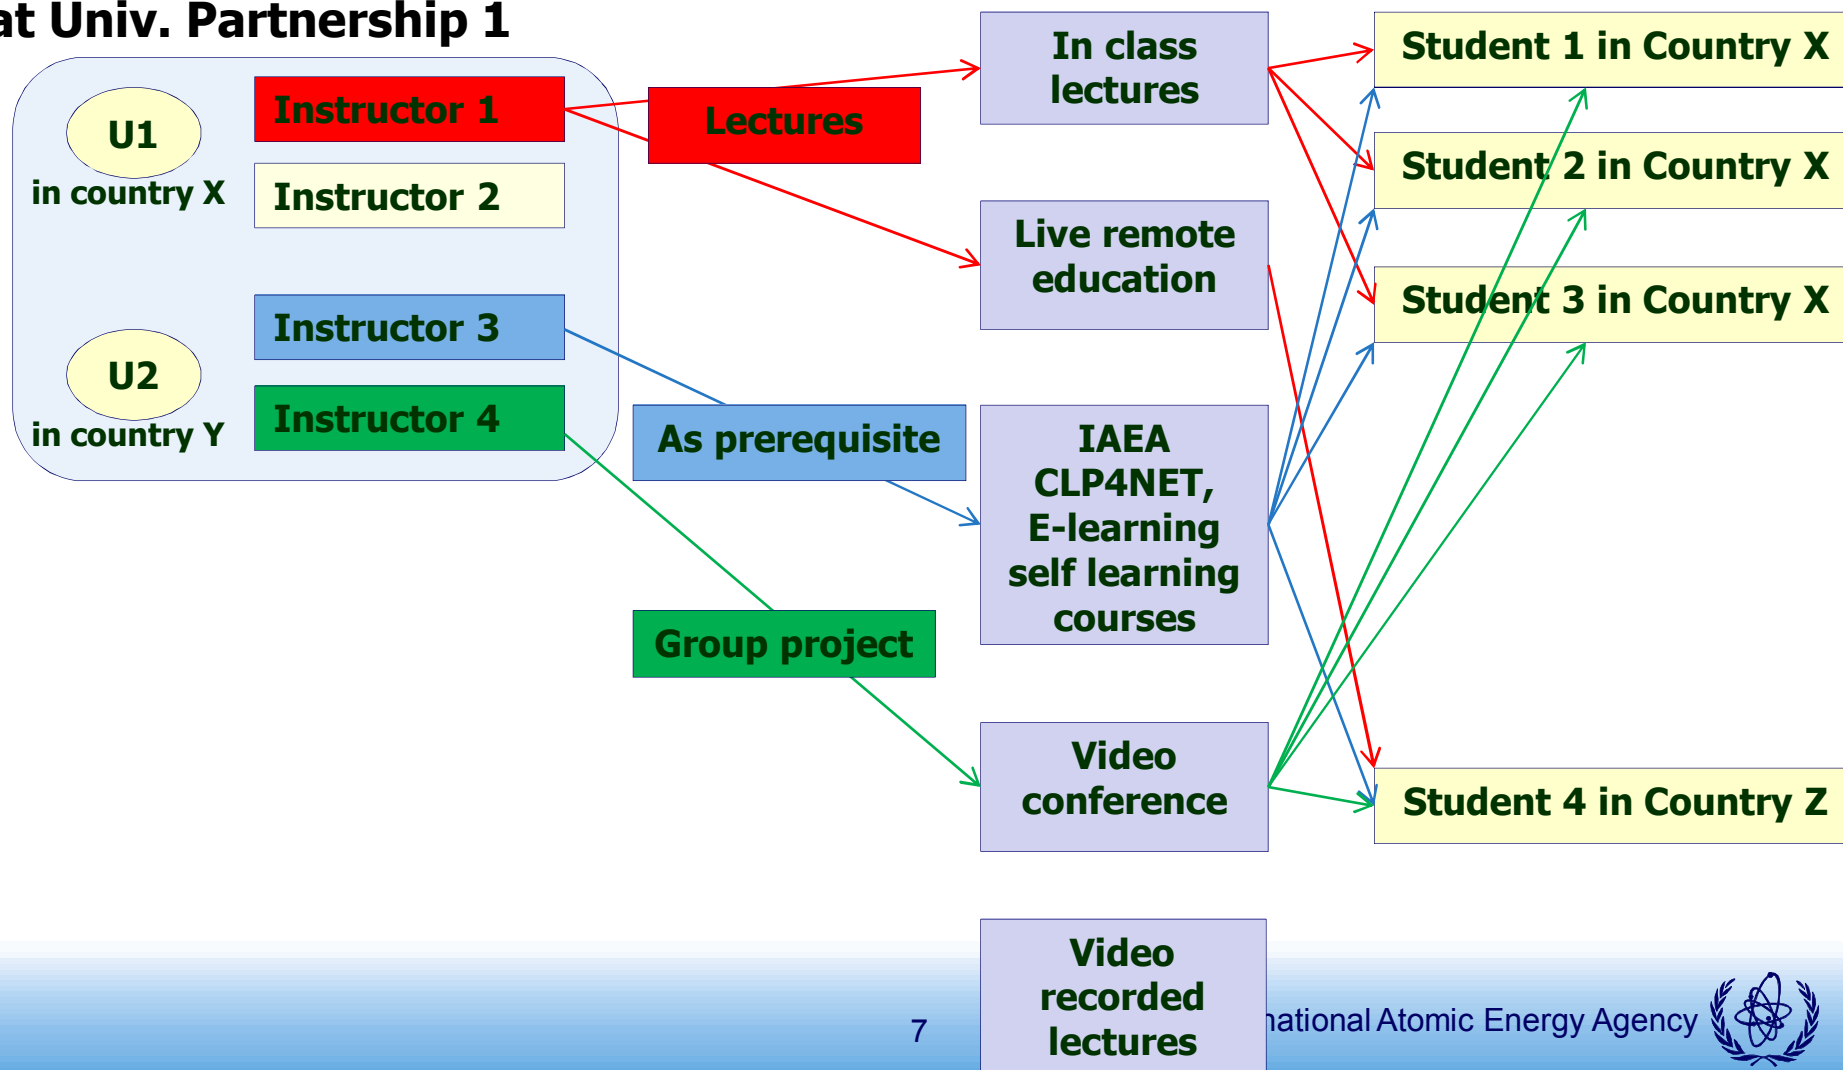 at Univ. Partnership 1
U1
in country X
Instructor 1
Instructor 2
U2
in country Y
Instructor 3
Instructor 4
Lectures
As prerequisite
Group project
In class
lectures
Live remote
education
IAEA
CLP4NET,
E-learning
self learning
courses
Video
conference
Video
recorded
lectures
Student 1 in Country X
Student 2 in Country X
Student 3 in Country X
Student 4 in Country Z
7
national Atomic Energy Agency